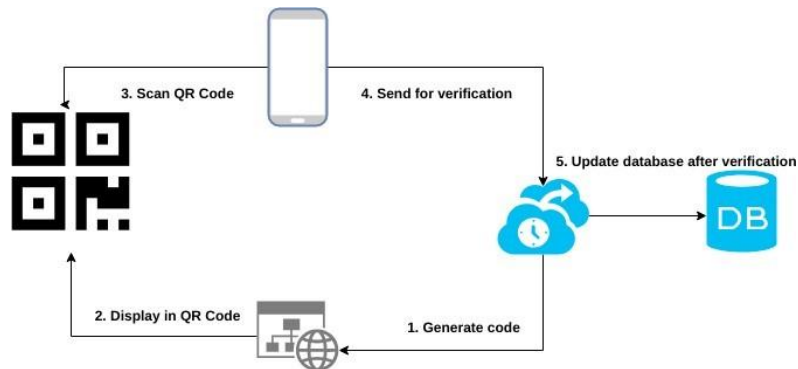 3. Scan QR Code
4. Send for verification
5. Update database after verification
DB
2. Display in QR Code
1. Generate code